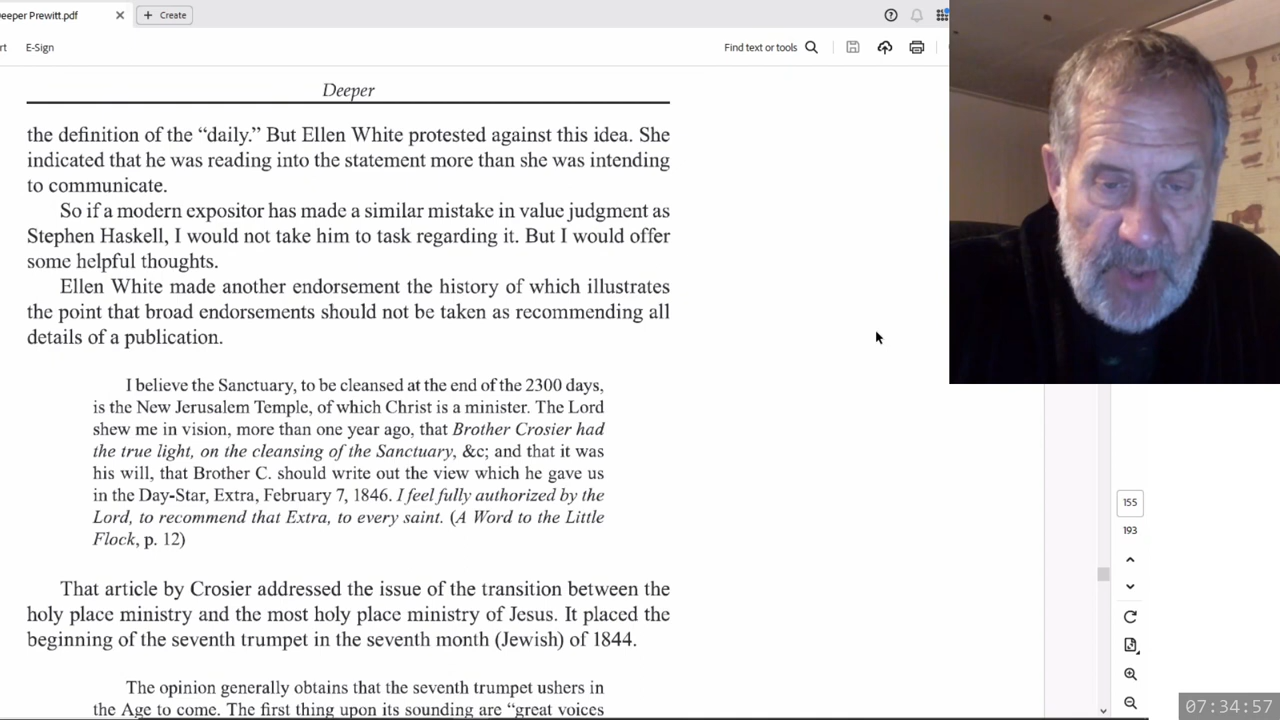 eeper Prewitt.pdf
Create
rt E-Sign
Find text or tools
Deeper
the definition of the “daily.” But Ellen White protested against this idea. She
indicated that he was reading into the statement more than she was intending
to communicate.
So if a modern expositor has made a similar mistake in value judgment as
Stephen Haskell, I would not take him to task regarding it. But I would offer
some helpful thoughts.
Ellen White made another endorsement the history of which illustrates
the point that broad endorsements should not be taken as recommending all
details of a publication.
I believe the Sanctuary, to be cleansed at the end of the 2300 days,
is the New Jerusalem Temple, of which Christ is a minister. The Lord
shew me in vision, more than one year ago, that Brother Crosier had
the true light, on the cleansing of the Sanctuary, &c; and that it was
his will, that Brother C. should write out the view which he gave us
in the Day-Star, Extra, February 7, 1846. I feel fully authorized by the
Lord, to recommend that Extra, to every saint. (A Word to the Little
Flock, p. 12)
That article by Crosier addressed the issue of the transition between the
holy place ministry and the most holy place ministry of Jesus. It placed the
beginning of the seventh trumpet in the seventh month (Jewish) of 1844.
The opinion generally obtains that the seventh trumpet ushers in
the Age to come. The first thing upon its sounding are “great voices
155
193
07:34:57